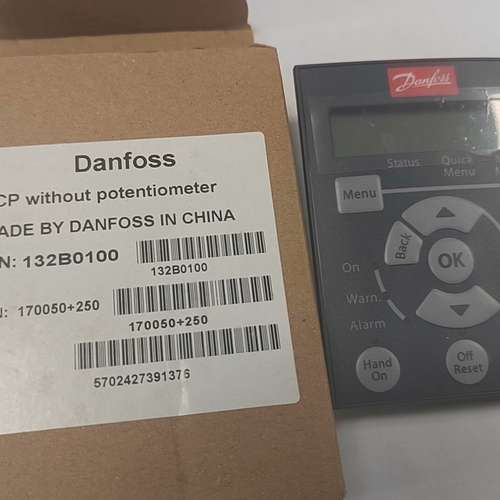 Danfoss
CP without potentiometer
ADE BY DANFOSS IN CHINA
N: 132B0100
132B0100
N: 170050+250
170050+250
5702427391376
Danfoss
Status
Quick
Menu
Menu
Back
OK
On
Warn.
Alarm
Hand
On
Off
Reset